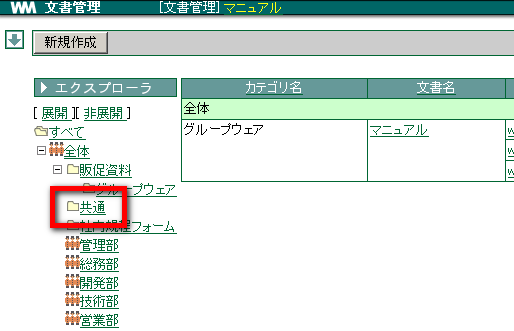 WM 文書管理 [文書管理] マニュアル
新規作成
エクスプローラ
[ 展開 ][ 非展開 ]
すべて
全体
販促資料
グループウェア
共通
社内規程フォーム
管理部
総務部
開発部
技術部
営業部
カテゴリ名 文書名
全体
グループウェア マニュアル